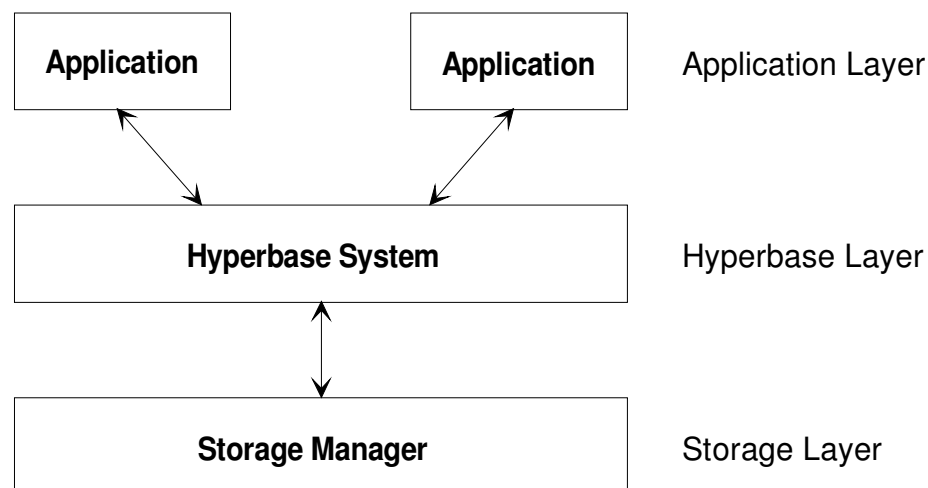 Application Application Application Layer
Hyperbase System Hyperbase Layer
Storage Manager Storage Layer